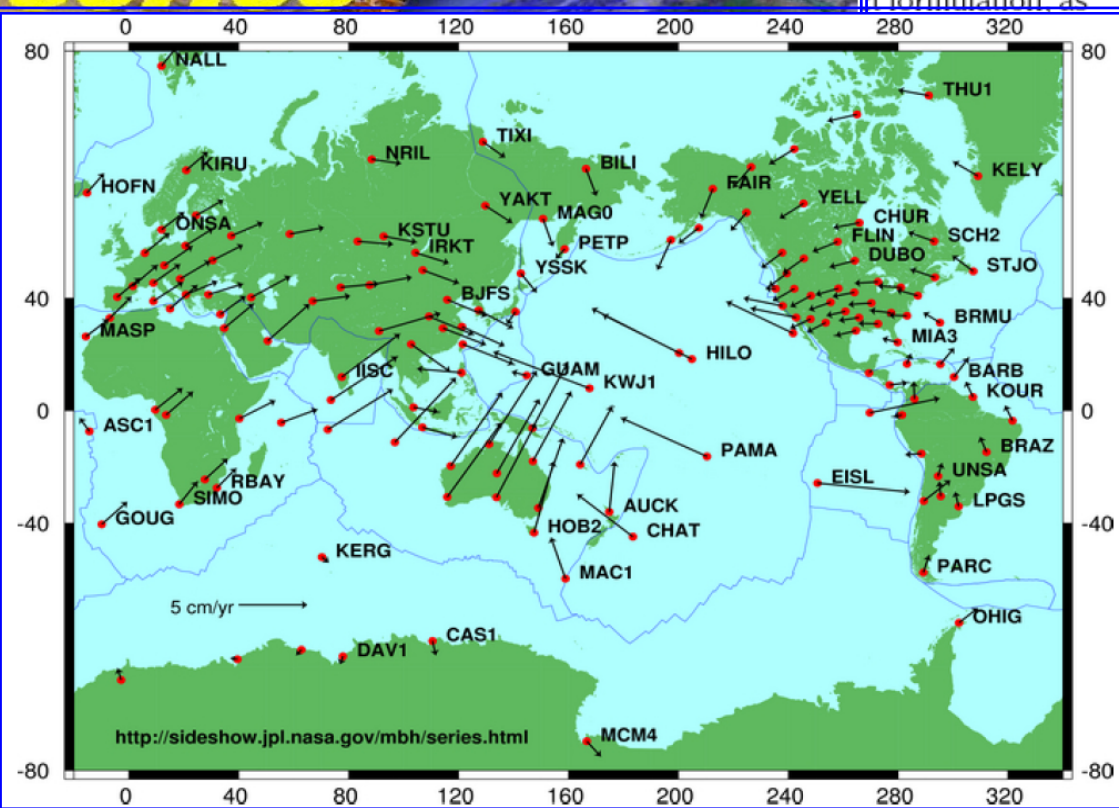 formulation, as
0 40 80 120 160 200 240 280 320
80 80
NALL
THU1
TIXI
NRIL
BILI
KIRU
KELY
FAIR
HOFN
YELL
YAKT
MAG0
CHUR
ONSA
KSTU
FLIN
SCH2
IRKT
PETP
DUBO
YSSK
STJO
BJFS
40 40
BRMU
MASP
MIA3
HILO
IISC
GUAM
BARB
KWJ1
KOUR
0 0
ASC1
BRAZ
PAMA
UNSA
EISL
RBAY
SIMO
LPGS
AUCK
GOUG
HOB2
-40 -40
CHAT
KERG
PARC
MAC1
5 cm/yr
OHIG
CAS1
DAV1
http://sideshow.jpl.nasa.gov/mbh/series.html
MCM4
-80 -80
0 40 80 120 160 200 240 280 320